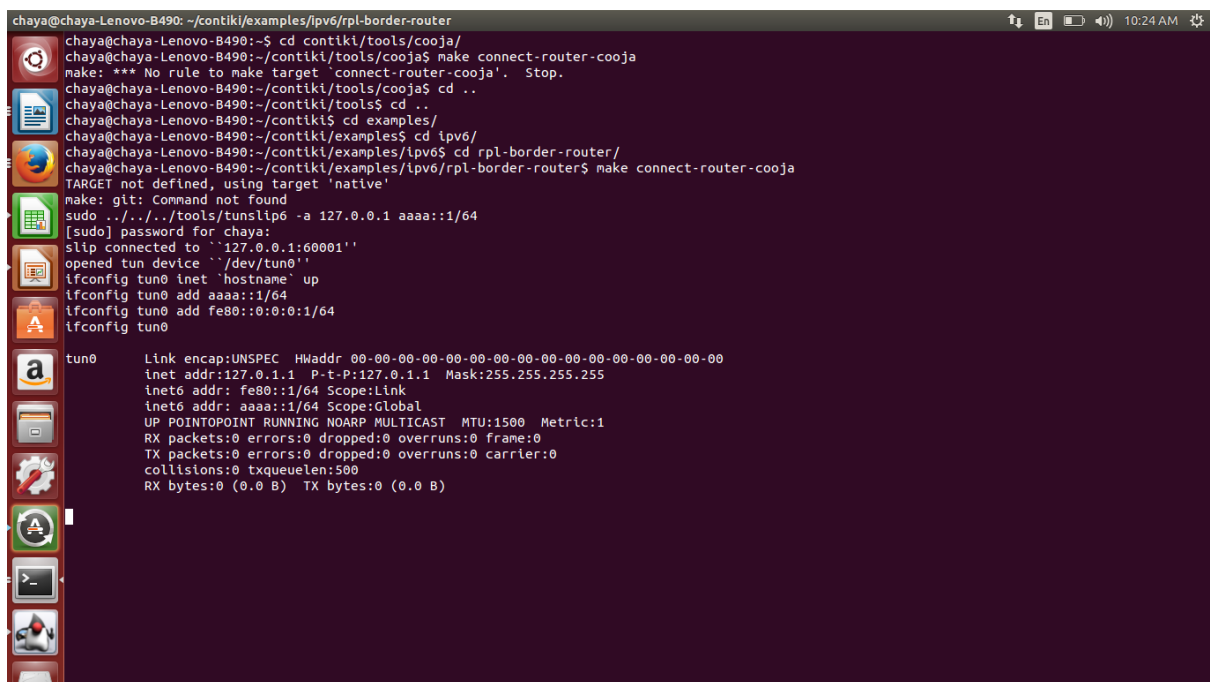 chaya@chaya-Lenovo-B490: ~/contiki/examples/ipv6/rpl-border-router
En
10:24 AM
chaya@chaya-Lenovo-B490:~$ cd contiki/tools/cooja/
chaya@chaya-Lenovo-B490:~/contiki/tools/cooja$ make connect-router-cooja
make: *** No rule to make target `connect-router-cooja'.  Stop.
chaya@chaya-Lenovo-B490:~/contiki/tools/cooja$ cd ..
chaya@chaya-Lenovo-B490:~/contiki/tools$ cd ..
chaya@chaya-Lenovo-B490:~/contiki$ cd examples/
chaya@chaya-Lenovo-B490:~/contiki/examples$ cd ipv6/
chaya@chaya-Lenovo-B490:~/contiki/examples/ipv6$ cd rpl-border-router/
chaya@chaya-Lenovo-B490:~/contiki/examples/ipv6/rpl-border-router$ make connect-router-cooja
TARGET not defined, using target 'native'
make: git: Command not found
sudo ../../../tools/tunslip6 -a 127.0.0.1 aaaa::1/64
[sudo] password for chaya:
slip connected to ``127.0.0.1:60001''
opened tun device ``/dev/tun0''
ifconfig tun0 inet `hostname` up
ifconfig tun0 add aaaa::1/64
ifconfig tun0 add fe80::0:0:0:1/64
ifconfig tun0
tun0      Link encap:UNSPEC  HWaddr 00-00-00-00-00-00-00-00-00-00-00-00-00-00-00-00
inet addr:127.0.1.1  P-t-P:127.0.1.1  Mask:255.255.255.255
inet6 addr: fe80::1/64 Scope:Link
inet6 addr: aaaa::1/64 Scope:Global
UP POINTOPOINT RUNNING NOARP MULTICAST  MTU:1500  Metric:1
RX packets:0 errors:0 dropped:0 overruns:0 frame:0
TX packets:0 errors:0 dropped:0 overruns:0 carrier:0
collisions:0 txqueuelen:500
RX bytes:0 (0.0 B)  TX bytes:0 (0.0 B)